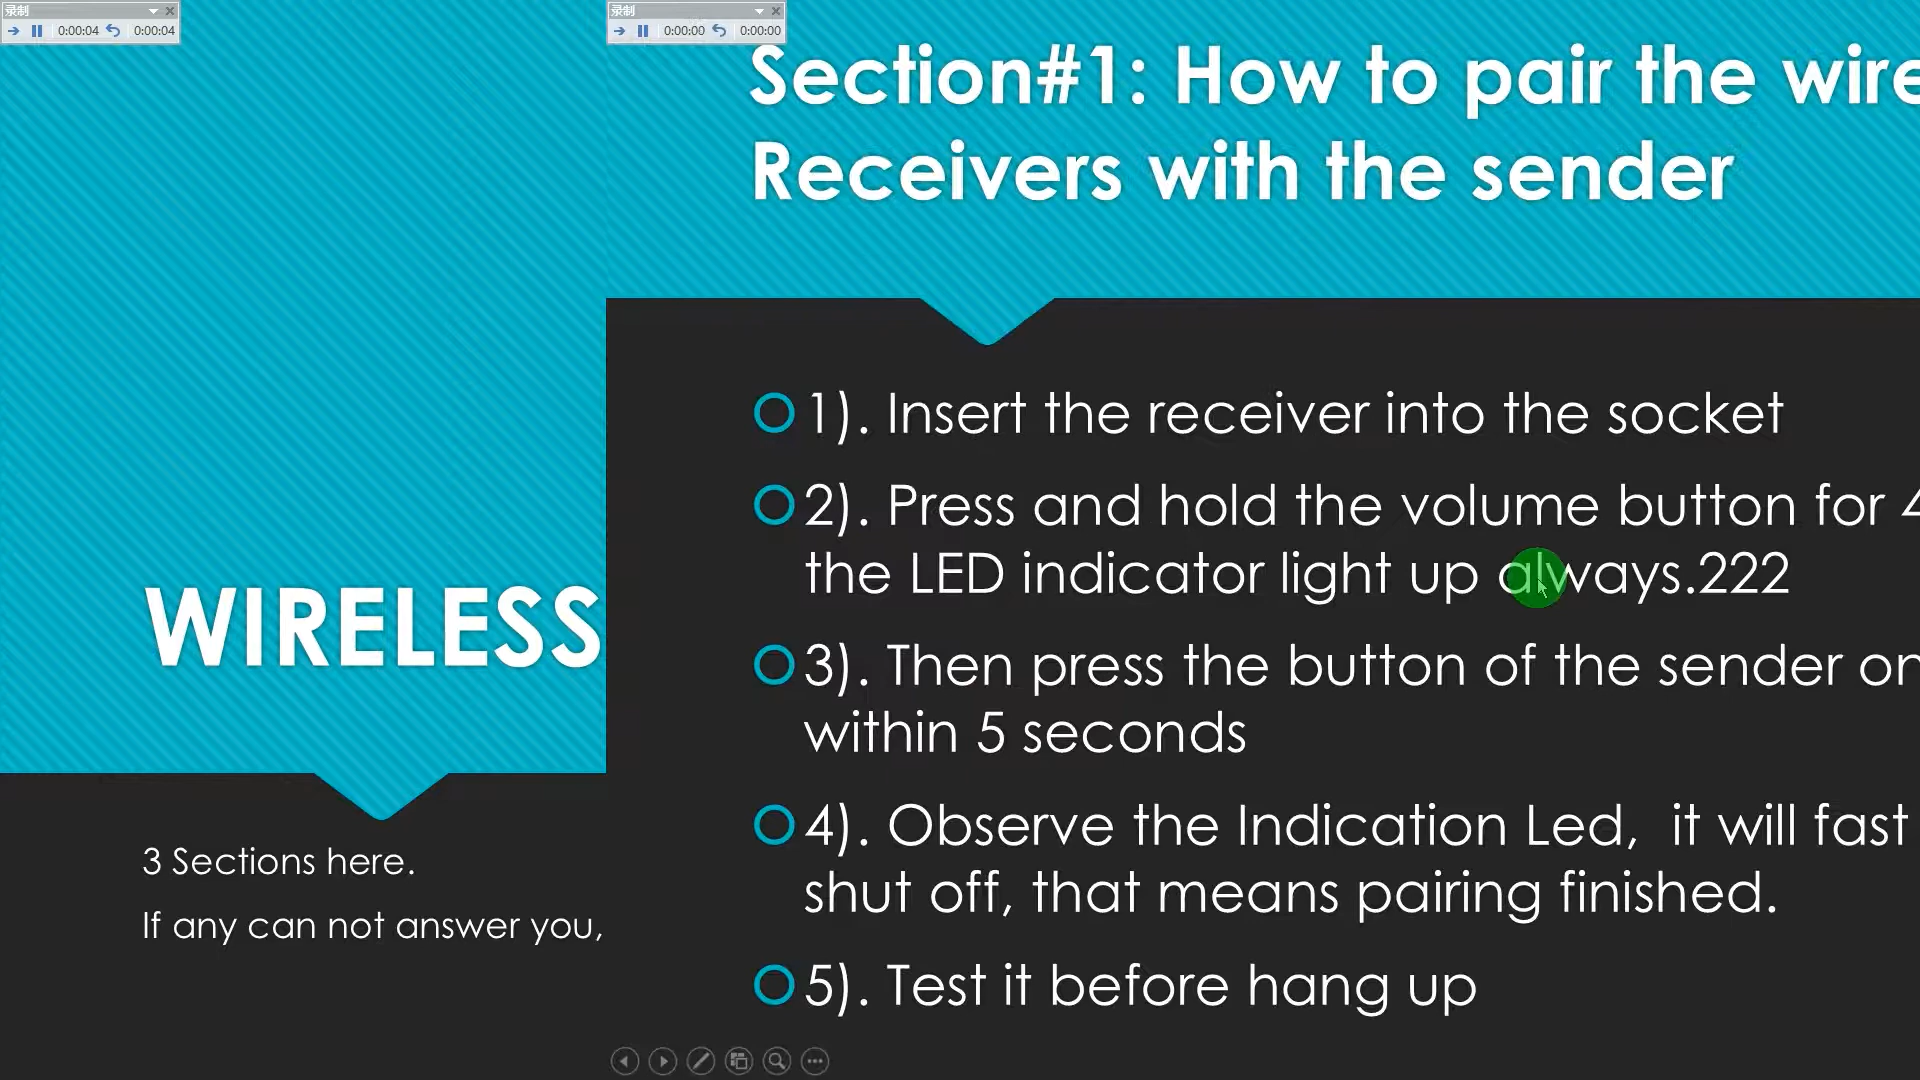 录制
0:00:04 0:00:04
WIRELESS
3 Sections here.
If any can not answer you,
录制
0:00:00 0:00:00
Section#1: How to pair the
Receivers with the sender
1). Insert the receiver into the socket
2). Press and hold the volume button for
the LED indicator light up always.222
3). Then press the button of the sender
within 5 seconds
4). Observe the Indication Led, it will fast
shut off, that means pairing finished.
5). Test it before hang up